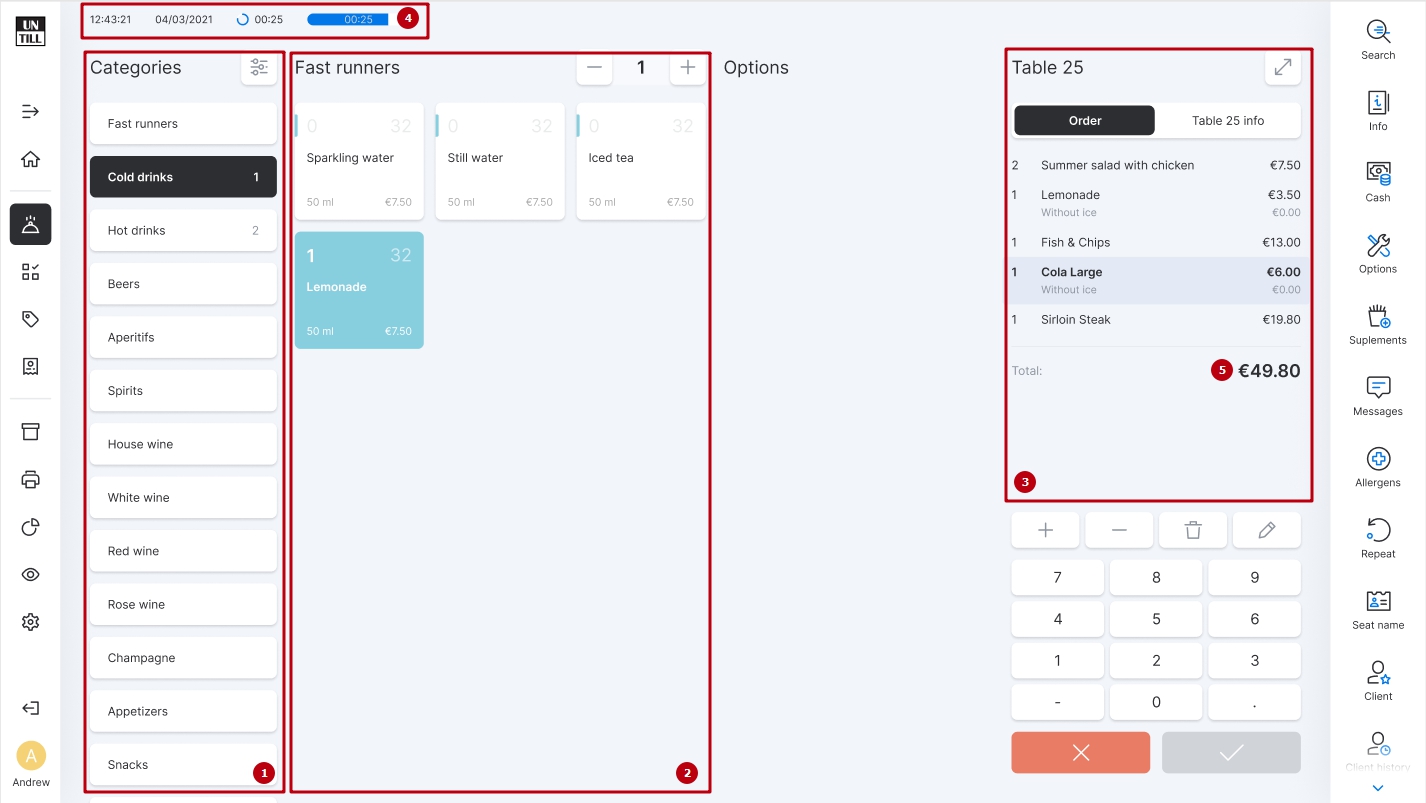 UN
TILL
12:43:21 04/03/2021 00:25 00:25 4
Categories
Fast runners
Cold drinks 1
Hot drinks 2
Beers
Aperitifs
Spirits
House wine
White wine
Red wine
Rose wine
Champagne
Appetizers
Snacks
1
Fast runners 1
0 32
Sparkling water
50 ml €7.50
0 32
Still water
50 ml €7.50
0 32
Iced tea
50 ml €7.50
1 32
Lemonade
50 ml €7.50
2
Options
Table 25
Order Table 25 info
2 Summer salad with chicken €7.50
1 Lemonade €3.50
Without ice €0.00
1 Fish & Chips €13.00
1 Cola Large €6.00
Without ice €0.00
1 Sirloin Steak €19.80
Total: 5 €49.80
3
7 8 9
4 5 6
1 2 3
- 0 .
Search
Info
Cash
Options
Suplements
Messages
Allergens
Repeat
Seat name
Client
Client history
A
Andrew